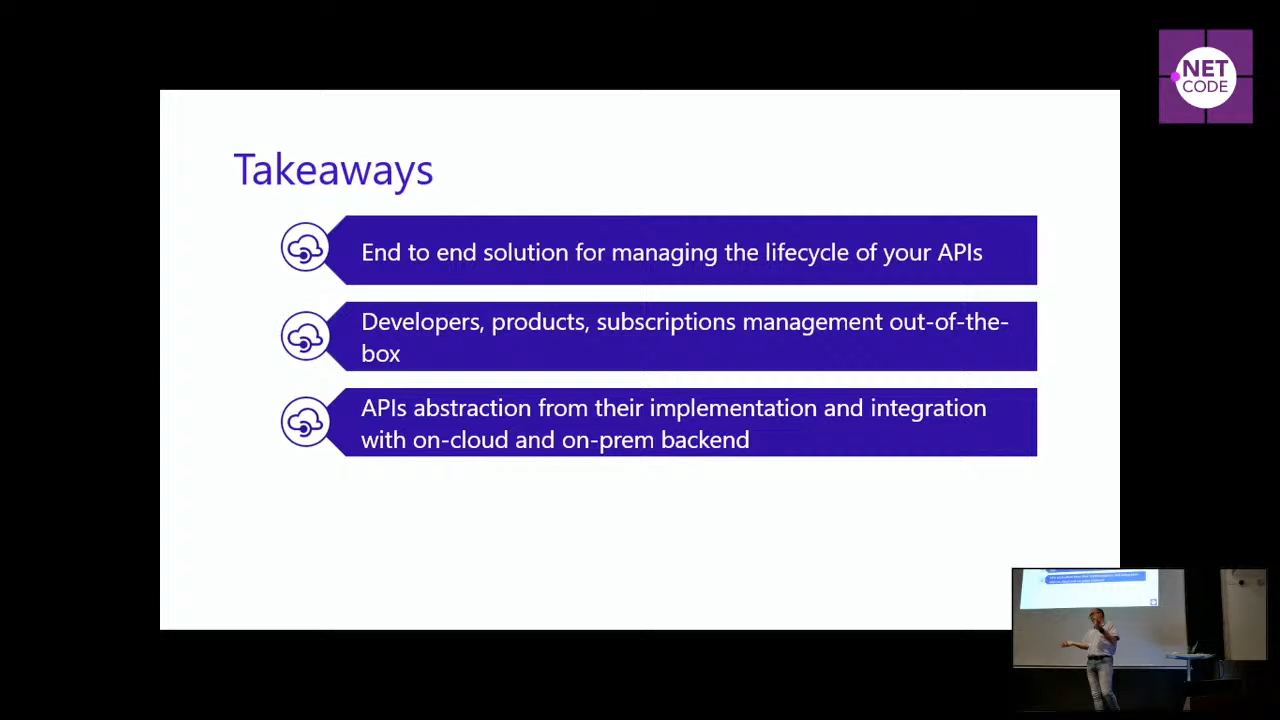 NET
CODE
Takeaways
End to end solution for managing the lifecycle of your APIs
Developers, products, subscriptions management out-of-the-
box
APIs abstraction from their implementation and integration
with on-cloud and on-prem backend